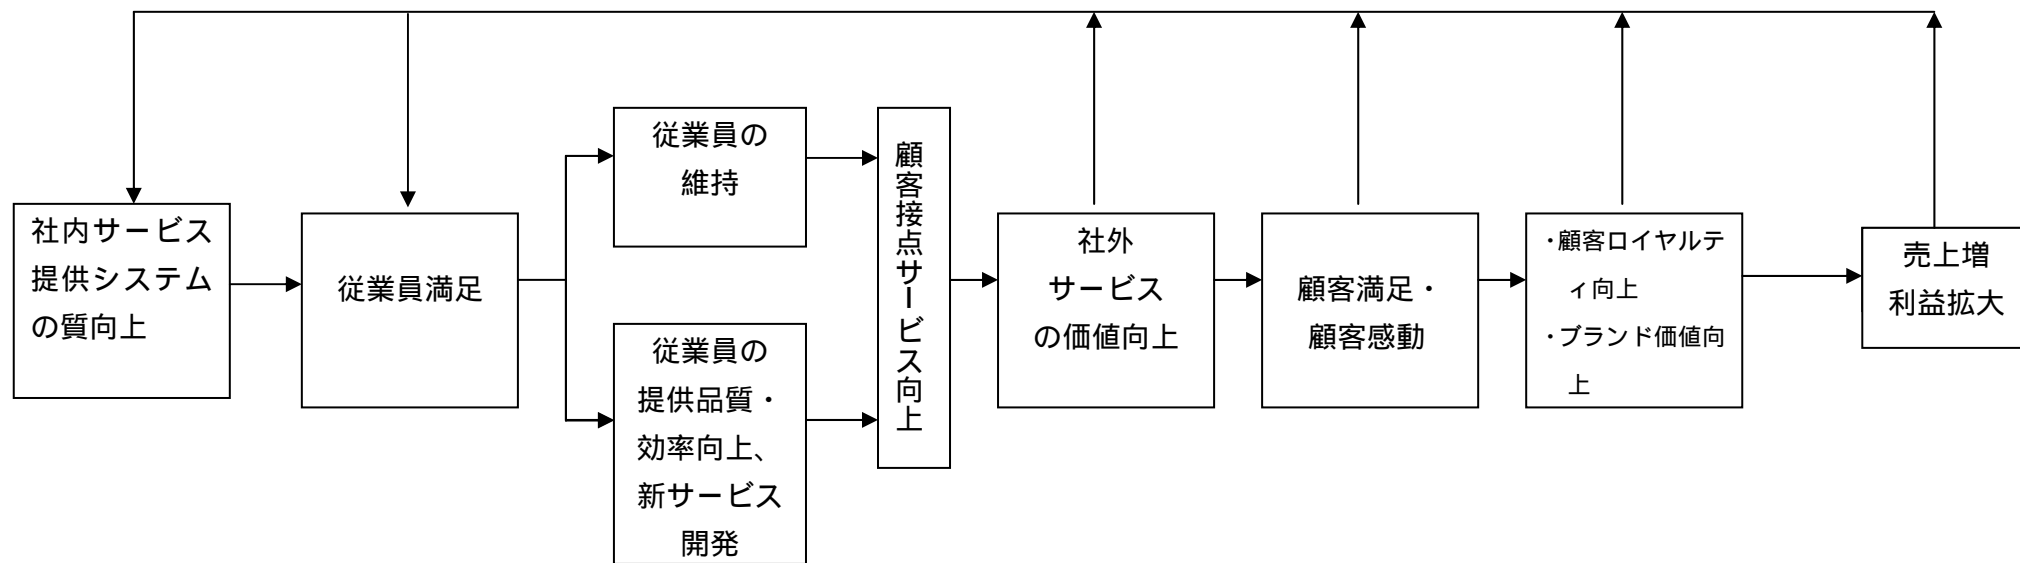 社内サービス
提供システム
の質向上
従業員満足
従業員の
維持
従業員の
提供品質・
効率向上、
新サービス
開発
顧客接点サービス向上
社外
サービス
の価値向上
顧客満足・
顧客感動
・顧客ロイヤルテ
ィ向上
・ブランド価値向
上
売上増
利益拡大